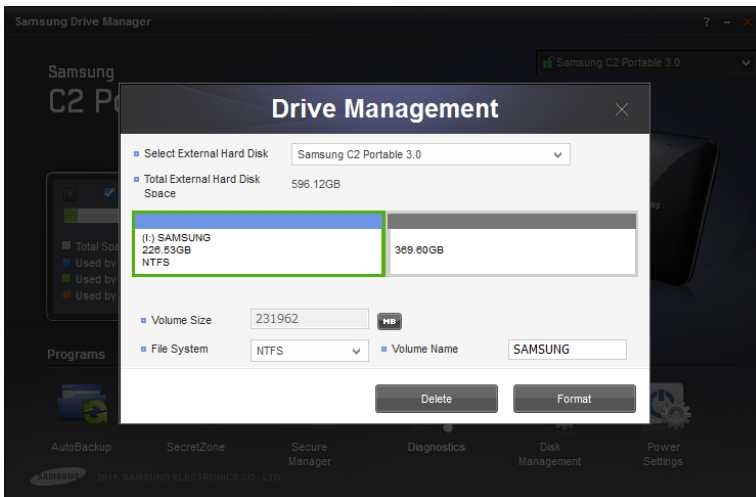 Samsung Drive Manager
?
Samsung
Samsung C2 Portable 3.0
C2 Po
Drive Management
Select External Hard Disk
Samsung C2 Portable 3.0
Total External Hard Disk
Space
596.12GB
(I:) SAMSUNG
226.53GB
NTFS
369.60GB
Total Spa
Used by
Used by
Used by
Volume Size
231962
MB
File System
NTFS
Volume Name
SAMSUNG
Programs
Delete
Format
AutoBackup
SecretZone
Secure
Manager
Diagnostics
Disk
Management
Power
Settings
SAMSUNG
2011. SAMSUNG ELECTRONICS CO., LTD